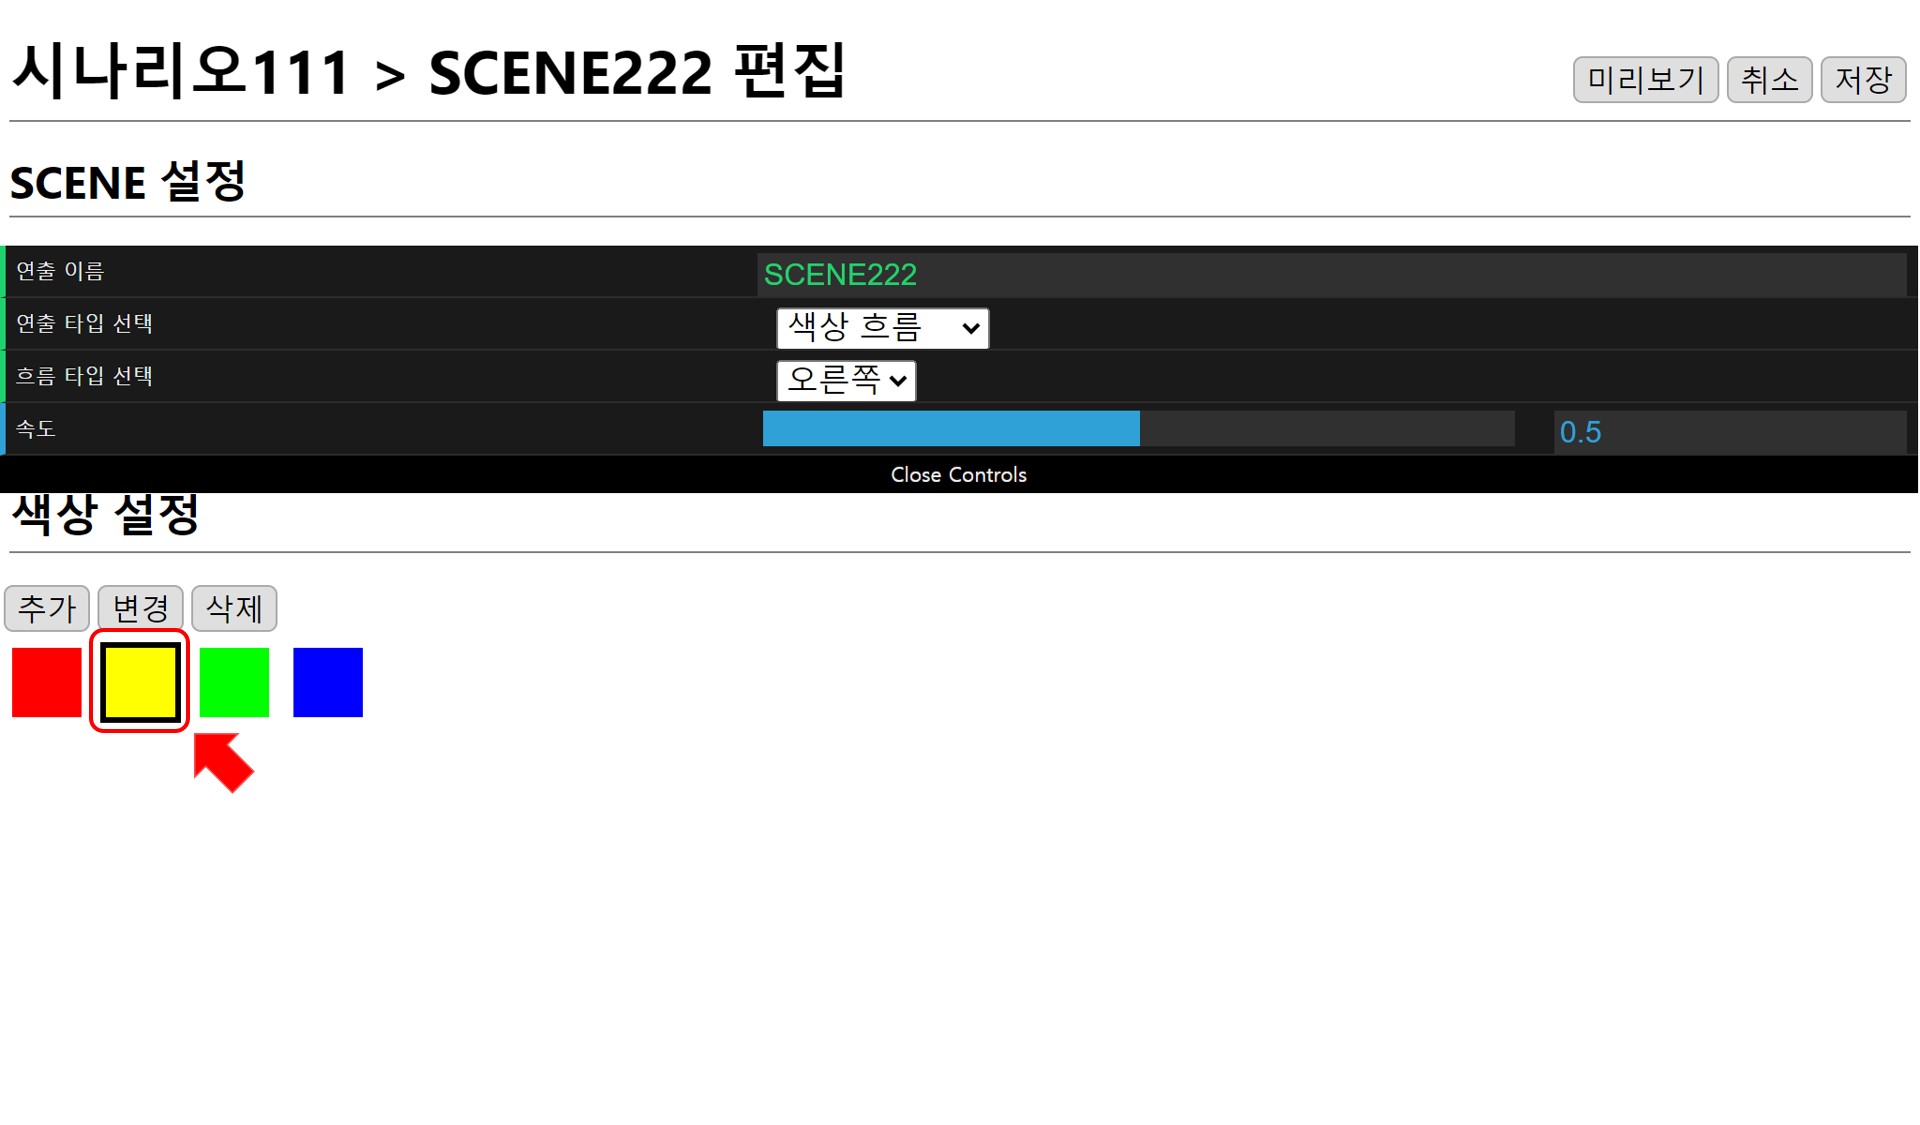 시나리오111 > SCENE222 편집
미리보기 취소 저장
SCENE 설정
연출 이름 SCENE222
연출 타입 선택 색상 흐름
흐름 타입 선택 오른쪽
속도 0.5
Close Controls
색상 설정
추가 변경 삭제